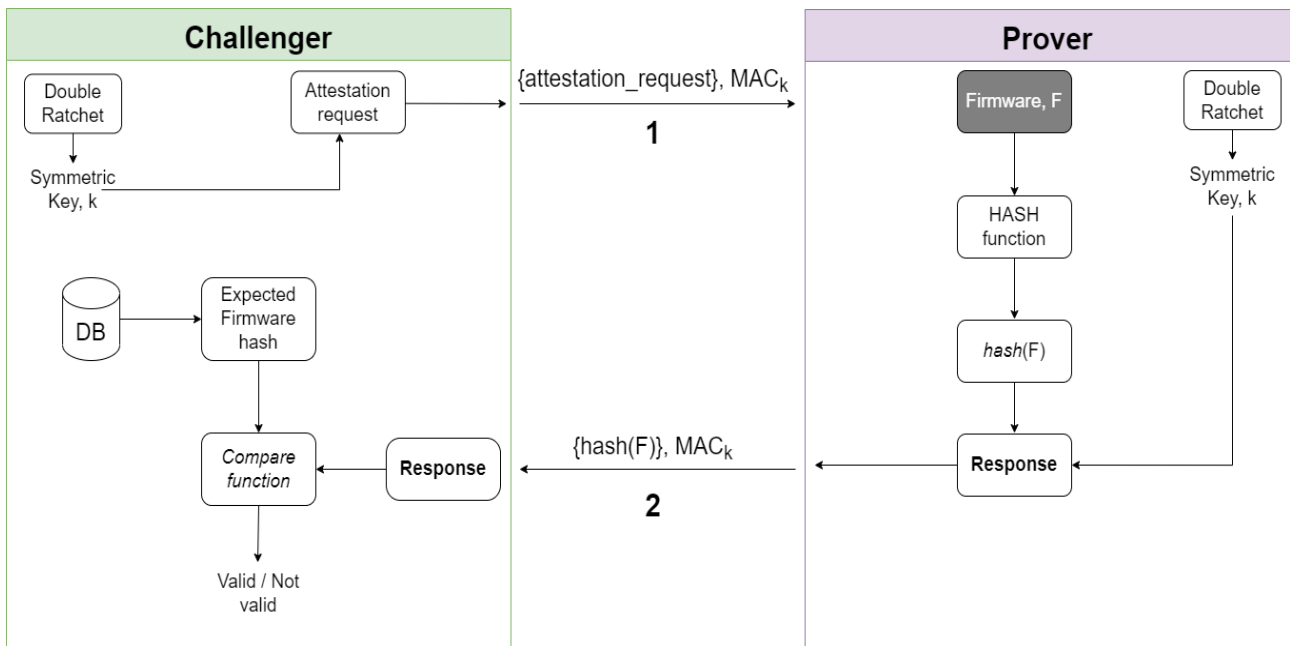 Challenger
Double
Ratchet
Symmetric
Key, k
Attestation
request
DB
Expected
Firmware
hash
Compare
function
Response
Valid / Not
valid
{attestation_request}, MACk
1
{hash(F)}, MACk
2
Prover
Firmware, F
HASH
function
hash(F)
Response
Double
Ratchet
Symmetric
Key, k